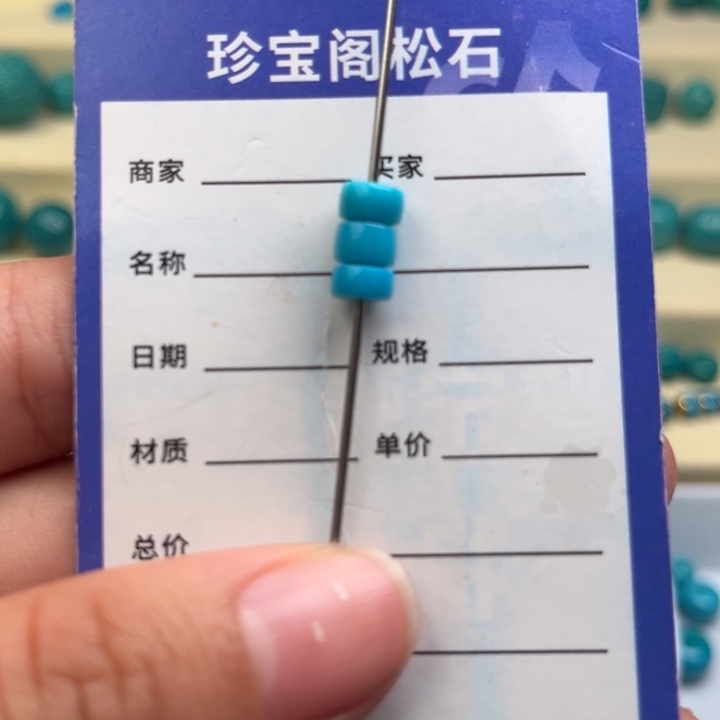 珍宝阁松石
商家 买家
名称
日期 规格
材质 单价
总价